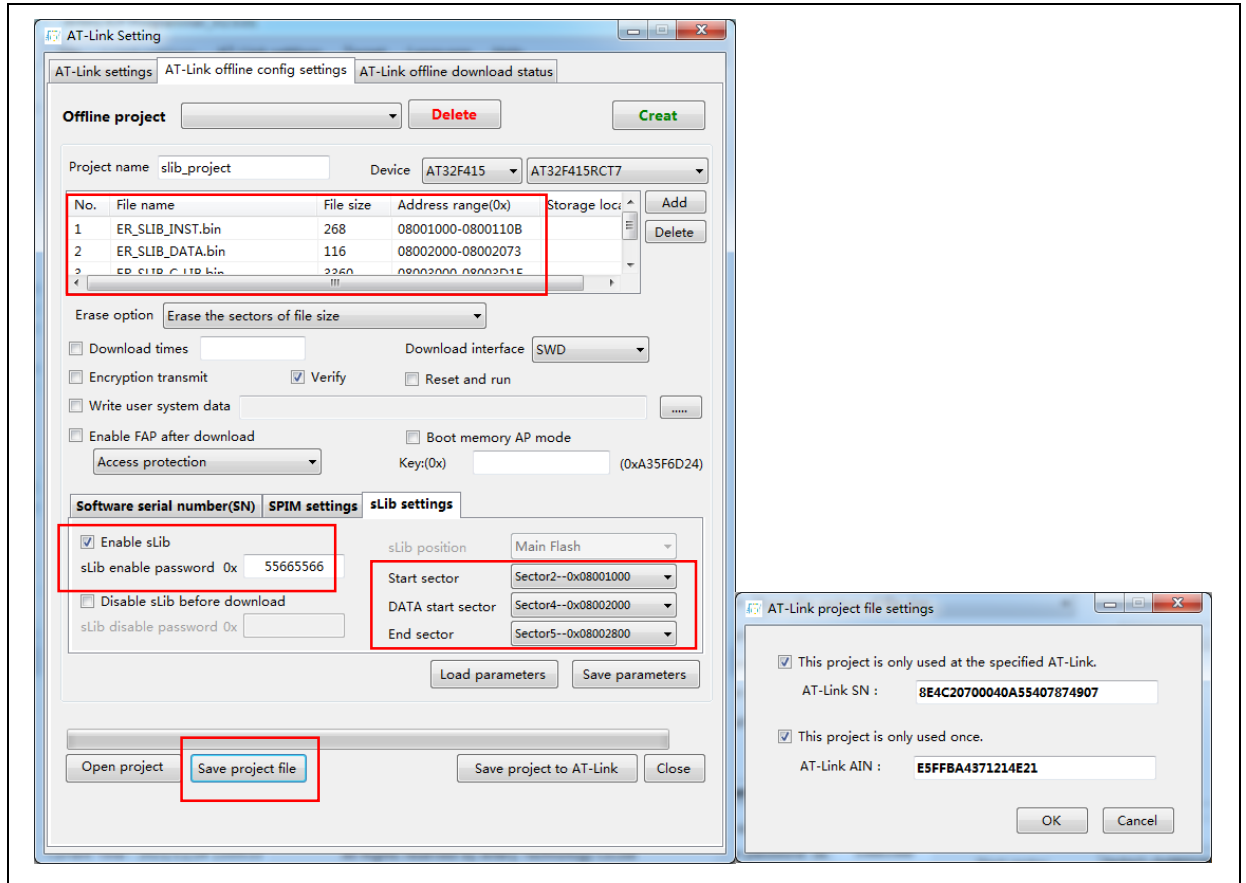 AT-Link Setting
AT-Link settings AT-Link offline config settings AT-Link offline download status
Offline project Delete Creat
Project name slib_project Device AT32F415 AT32F415RCT7
No. File name File size Address range(0x) Storage loca Add
1 ER_SLIB_INST.bin 268 08001000-0800110B Delete
2 ER_SLIB_DATA.bin 116 08002000-08002073
3 ER_SLIB_C_LIB.bin 3360 08003000-08003D1F
Erase option Erase the sectors of file size
Download times Download interface SWD
Encryption transmit Verify Reset and run
Write user system data .....
Enable FAP after download Boot memory AP mode
Access protection Key:(0x) (0xA35F6D24)
Software serial number(SN) SPIM settings sLib settings
Enable sLib sLib position Main Flash
sLib enable password 0x 55665566 Start sector Sector2--0x08001000
Disable sLib before download DATA start sector Sector4--0x08002000
sLib disable password 0x End sector Sector5--0x08002800
Load parameters Save parameters
Open project Save project file Save project to AT-Link Close
AT-Link project file settings
This project is only used at the specified AT-Link.
AT-Link SN : 8E4C20700040A55407874907
This project is only used once.
AT-Link AIN : E5FFBA4371214E21
OK Cancel